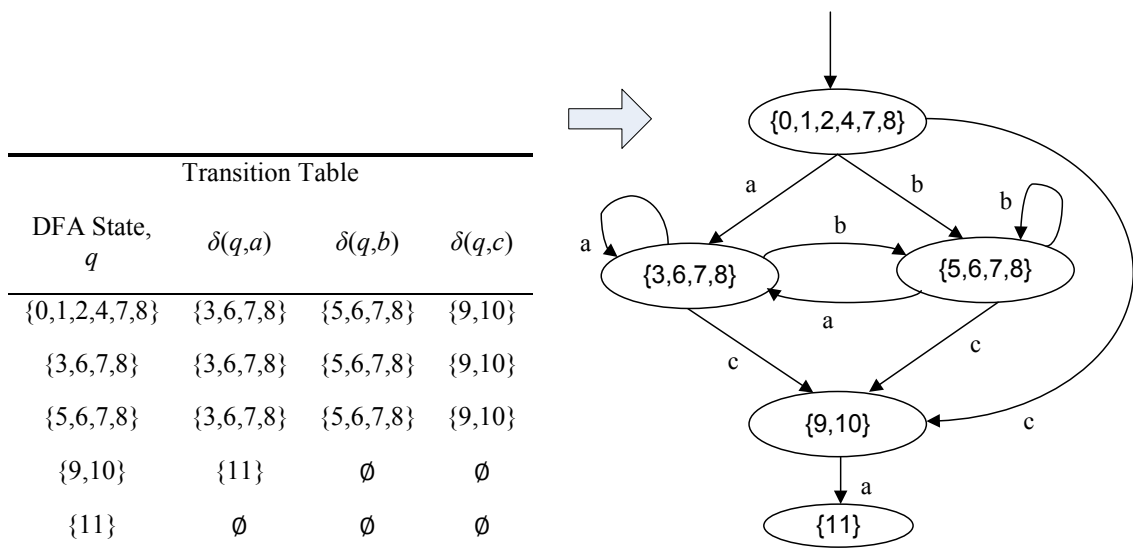 Transition Table
DFA State, q δ(q,a) δ(q,b) δ(q,c)
{0,1,2,4,7,8} {3,6,7,8} {5,6,7,8} {9,10}
{3,6,7,8} {3,6,7,8} {5,6,7,8} {9,10}
{5,6,7,8} {3,6,7,8} {5,6,7,8} {9,10}
{9,10} {11} ∅ ∅
{11} ∅ ∅ ∅
{0,1,2,4,7,8}
a b
a b b
{3,6,7,8} {5,6,7,8}
a
c c
{9,10} c
a
{11}